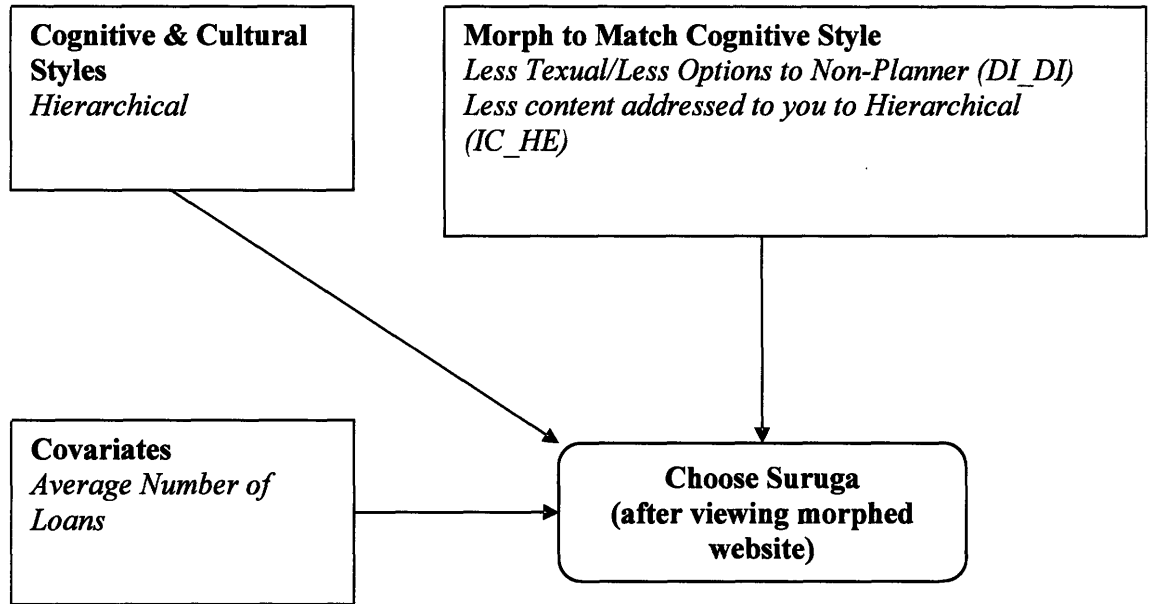 Cognitive & Cultural
Styles
Hierarchical
Morph to Match Cognitive Style
Less Texual/Less Options to Non-Planner (DI_DI)
Less content addressed to you to Hierarchical
(IC_HE)
Covariates
Average Number of
Loans
Choose Suruga
(after viewing morphed
website)